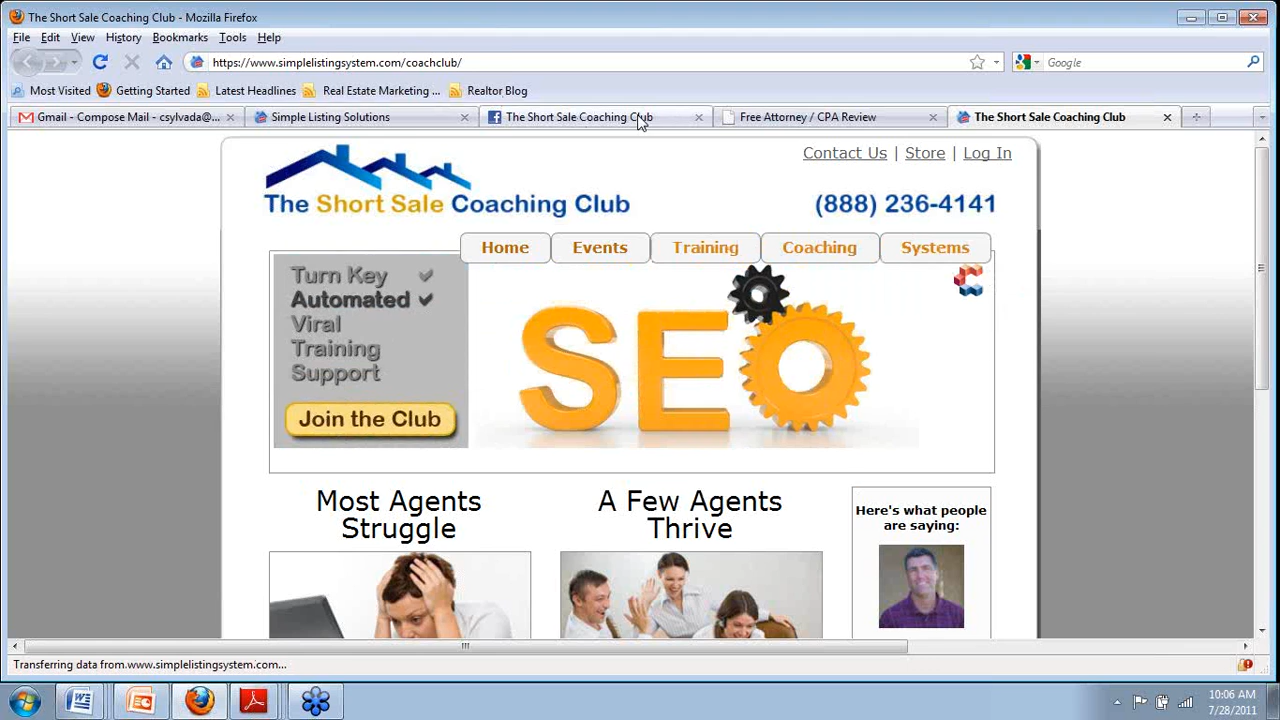 The Short Sale Coaching Club - Mozilla Firefox
File Edit View History Bookmarks Tools Help
https://www.simplelistingsystem.com/coachclub/
Google
Most Visited Getting Started Latest Headlines Real Estate Marketing ... Realtor Blog
Gmail - Compose Mail - csylvada@... Simple Listing Solutions The Short Sale Coaching Club Free Attorney / CPA Review The Short Sale Coaching Club
Contact Us | Store | Log In
The Short Sale Coaching Club
(888) 236-4141
Home Events Training Coaching Systems
Turn Key
Automated
Viral
Training
Support
Join the Club
SEO
Most Agents
Struggle
A Few Agents
Thrive
Here's what people
are saying:
Transferring data from www.simplelistingsystem.com...
10:06 AM
7/28/2011